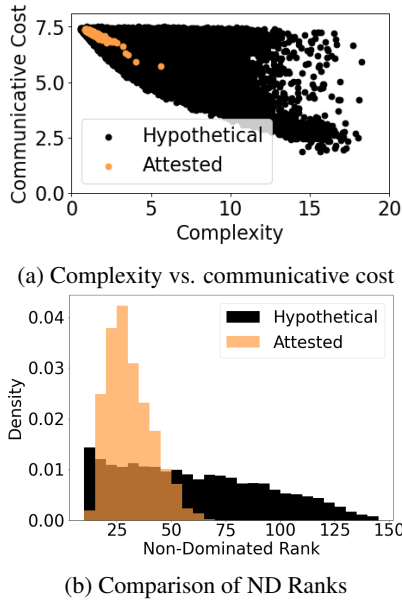 7.5
5.0
2.5
0.0
Communicative Cost
Hypothetical
Attested
0 5 10 15 20
Complexity
(a) Complexity vs. communicative cost
0.04
0.03
0.02
0.01
0.00
Density
Hypothetical
Attested
25 50 75 100 125 150
Non-Dominated Rank
(b) Comparison of ND Ranks